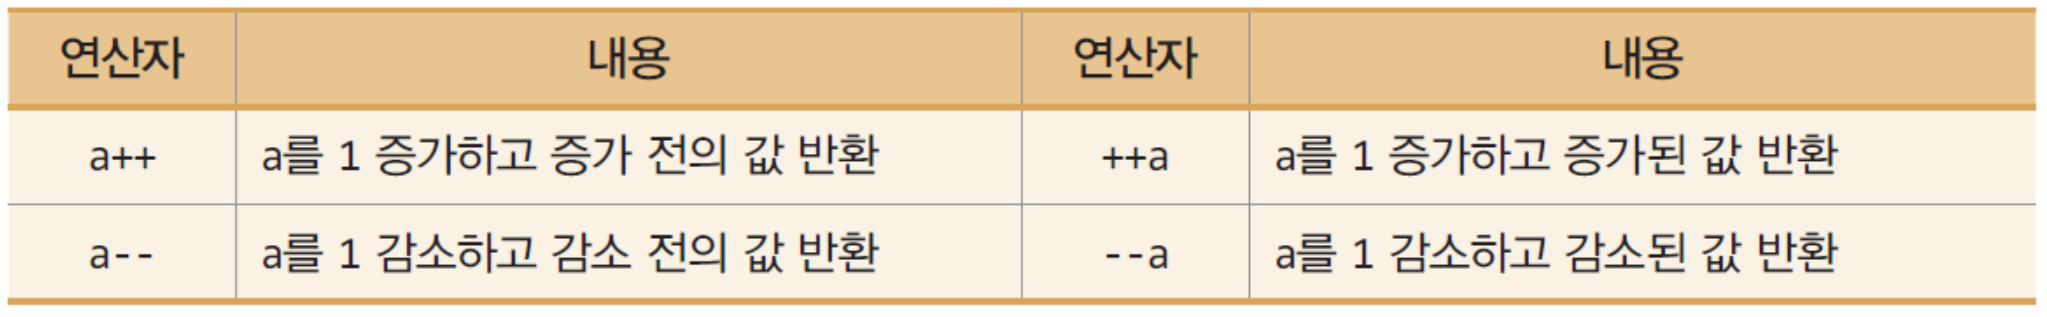 연산자 내용 연산자 내용
a++ a를 1 증가하고 증가 전의 값 반환 ++a a를 1 증가하고 증가된 값 반환
a-- a를 1 감소하고 감소 전의 값 반환 --a a를 1 감소하고 감소된 값 반환